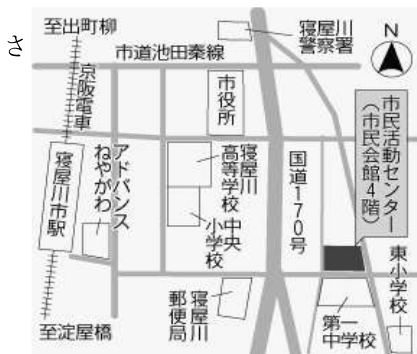 さ
至出町柳
市道池田秦線
寝屋川
警察署
N
京阪電車
市役所
市民活動センター
(市民会館4階)
アドバンス
ねやがわ
寝屋川
高等学校
国道170号
寝屋川市駅
中央
小学校
東小学校
寝屋川
郵便局
第一
中学校
至淀屋橋